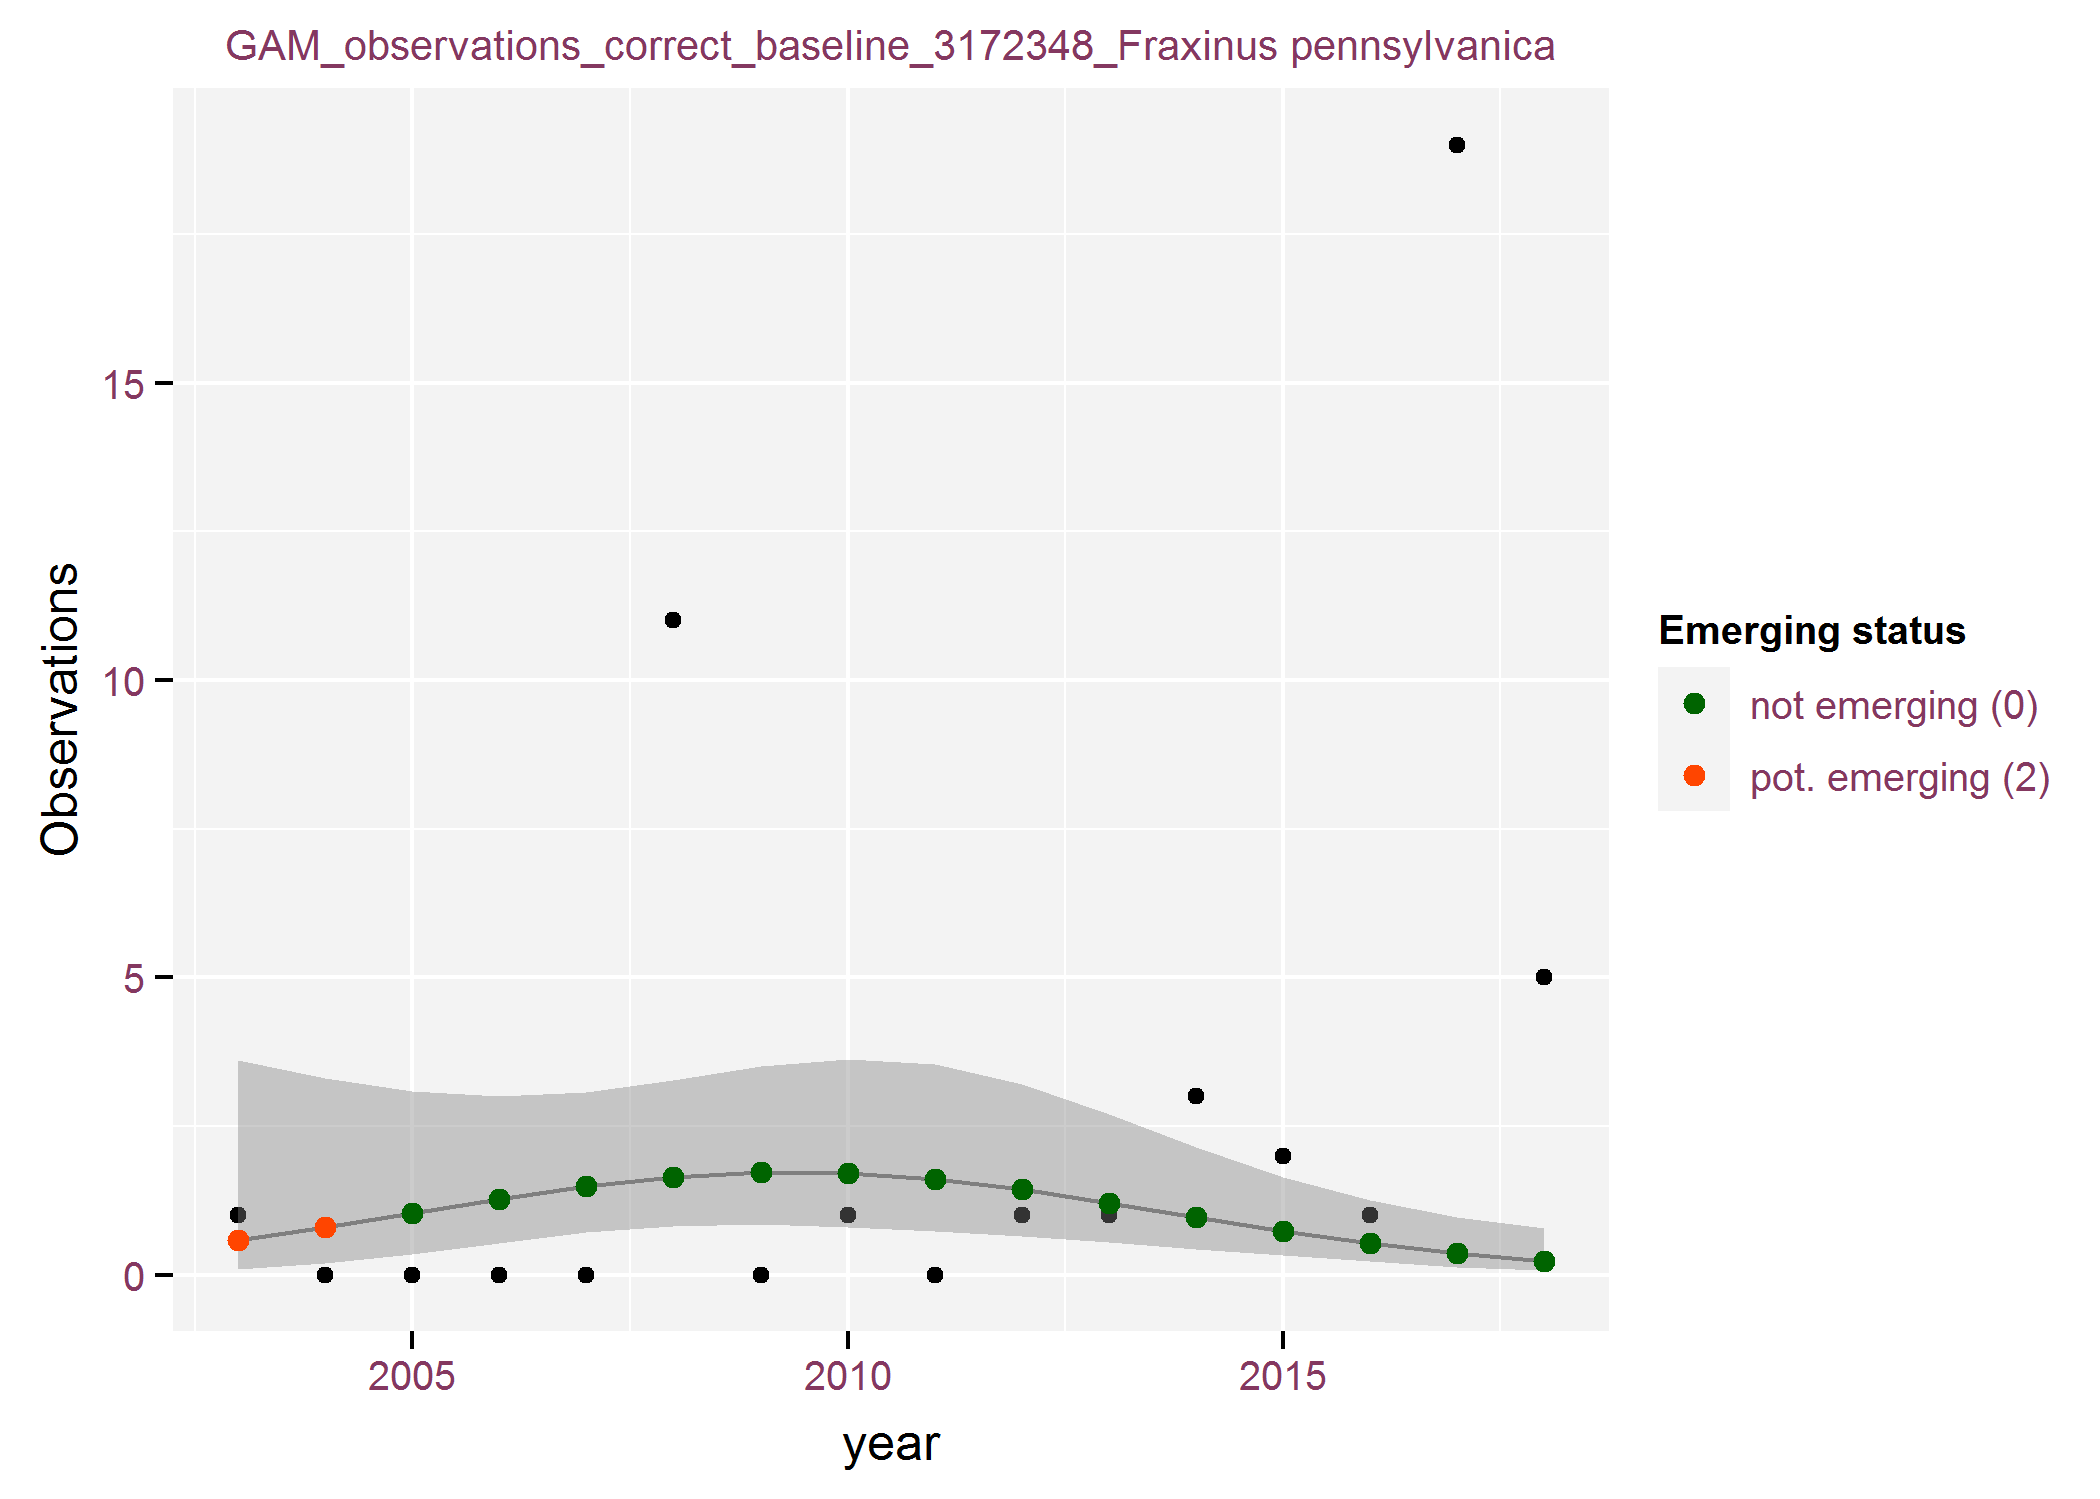 GAM_observations_correct_baseline_3172348_Fraxinus pennsylvanica
Observations
15
10
5
0
2005 2010 2015
year
Emerging status
not emerging (0)
pot. emerging (2)